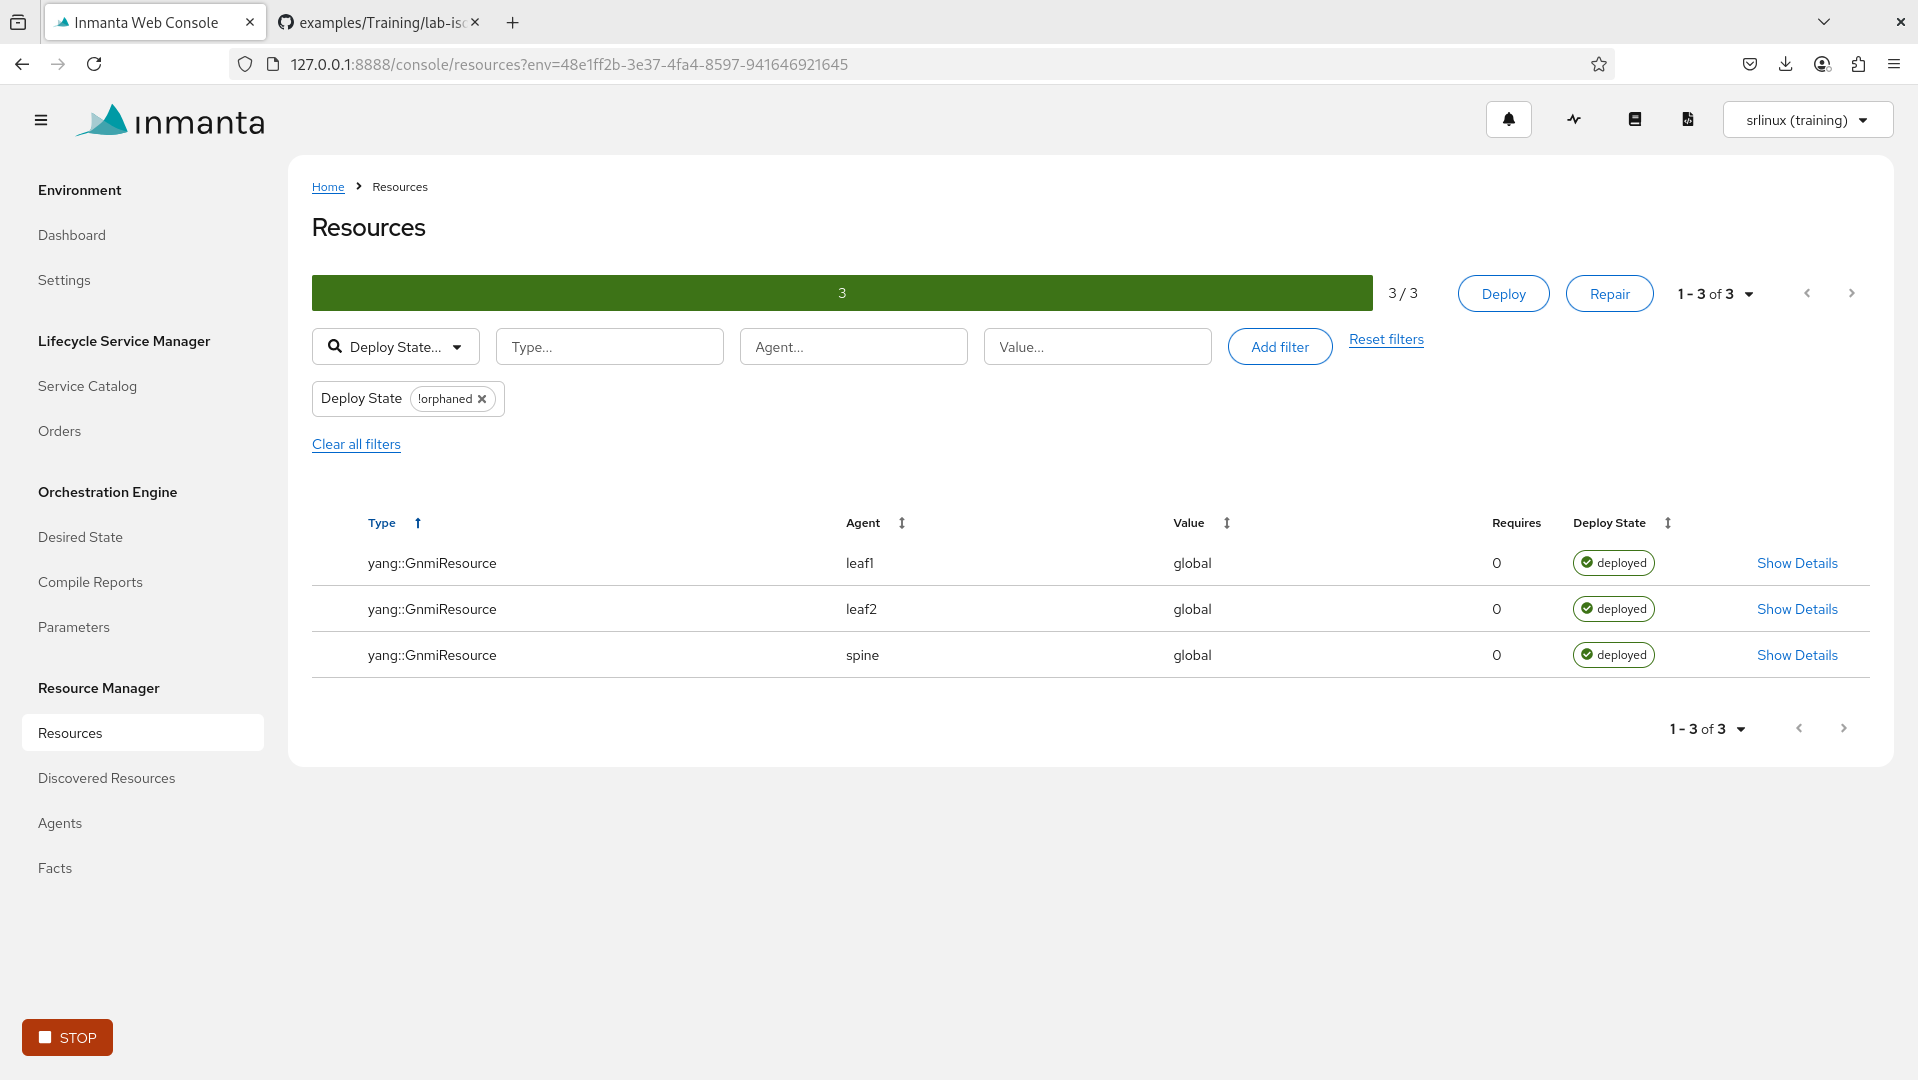 Inmanta Web Console
examples/Training/lab-is
127.0.0.1:8888/console/resources?env=48e1ff2b-3e37-4fa4-8597-941646921645
inmanta
srlinux (training)
Environment
Dashboard
Settings
Lifecycle Service Manager
Service Catalog
Orders
Orchestration Engine
Desired State
Compile Reports
Parameters
Resource Manager
Resources
Discovered Resources
Agents
Facts
STOP
Home > Resources
Resources
3
3 / 3
Deploy
Repair
1 - 3 of 3
Deploy State...
Type...
Agent...
Value...
Add filter
Reset filters
Deploy State !orphaned
Clear all filters
Type Agent Value Requires Deploy State
yang::GnmiResource leaf1 global 0 deployed Show Details
yang::GnmiResource leaf2 global 0 deployed Show Details
yang::GnmiResource spine global 0 deployed Show Details
1 - 3 of 3